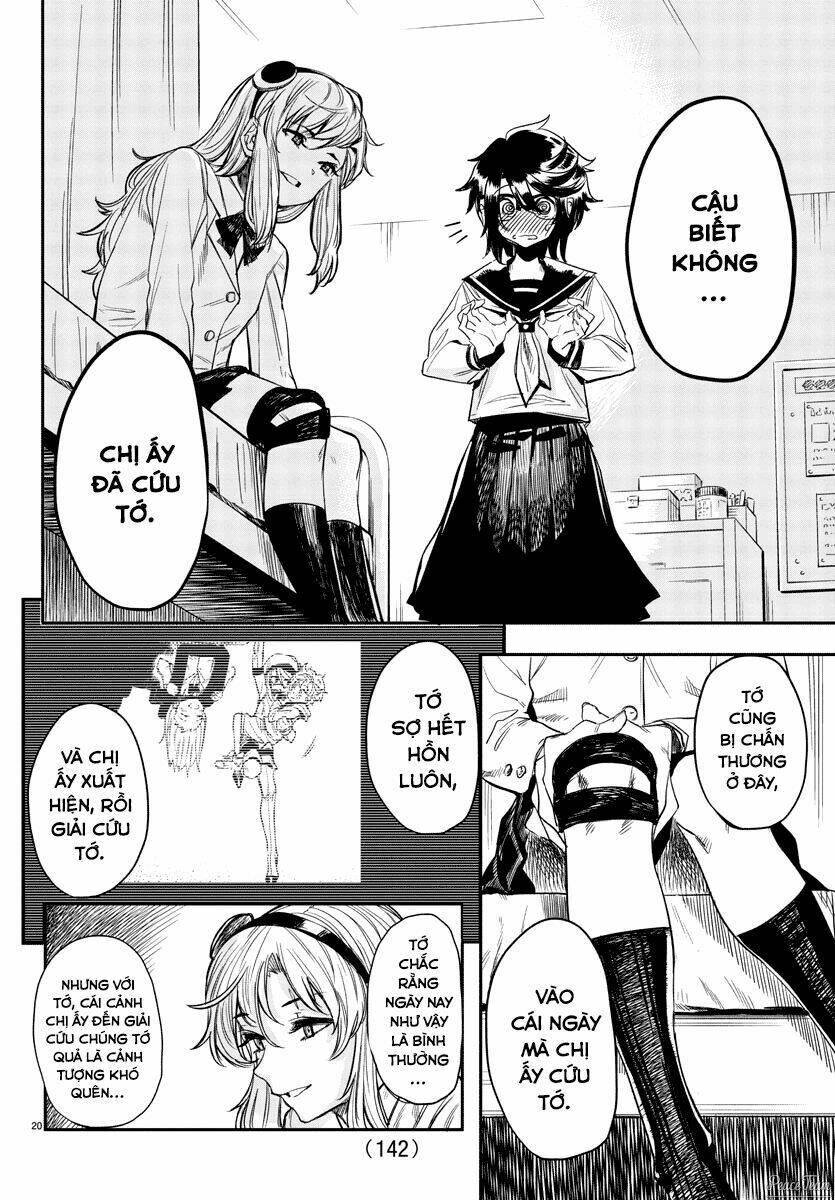 CẬU
BIẾT
KHÔNG
...
CHỊ ẤY
ĐÃ CỨU
TỚ.
TỚ
CŨNG
BỊ CHẤN
THƯƠNG
Ở ĐÂY,
VÀO
CÁI NGÀY
MÀ CHỊ
ẤY CỨU
TỚ.
TỚ
SỢ HẾT
HỒN
LUÔN,
VÀ CHỊ
ẤY XUẤT
HIỆN, RỒI
GIẢI CỨU
TỚ.
TỚ
CHẮC
RẰNG
NGÀY NAY
NHƯ VẬY
LÀ BÌNH
THƯỜNG
...
NHƯNG VỚI
TỚ, CÁI CẢNH
CHỊ ẤY ĐẾN GIẢI
CỨU CHÚNG TỚ
QUẢ LÀ CẢNH
TƯỢNG KHÓ
QUÊN...
20
(142)
PeaceTeam